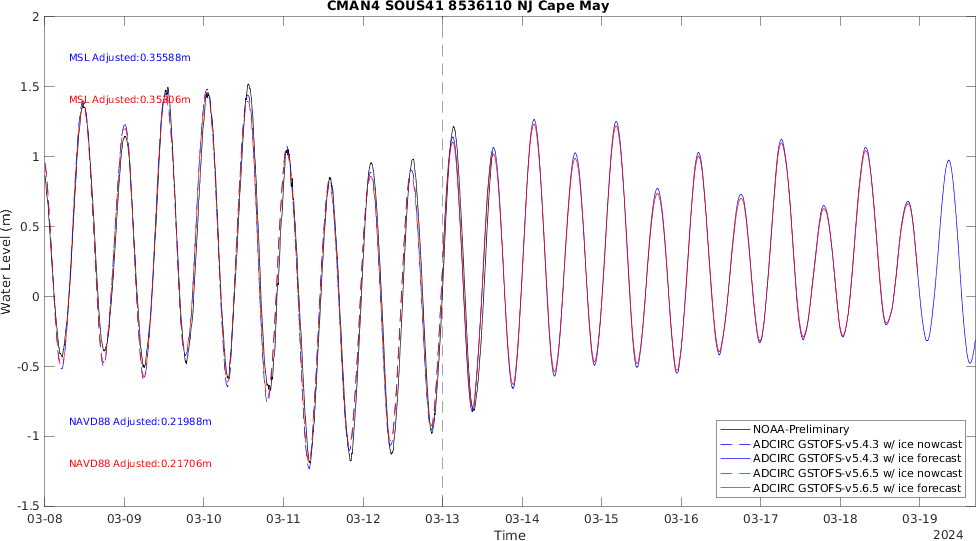 CMAN4 SOUS41 8536110 NJ Cape May
2
1.5
1
0.5
0
-0.5
-1
-1.5
Water Level (m)
MSL Adjusted:0.35588m
MSL Adjusted:0.35306m
NAVD88 Adjusted:0.21988m
NAVD88 Adjusted:0.21706m
NOAA-Preliminary
ADCIRC GSTOFS-v5.4.3 w/ ice nowcast
ADCIRC GSTOFS-v5.4.3 w/ ice forecast
ADCIRC GSTOFS-v5.6.5 w/ ice nowcast
ADCIRC GSTOFS-v5.6.5 w/ ice forecast
03-08 03-09 03-10 03-11 03-12 03-13 03-14 03-15 03-16 03-17 03-18 03-19
Time
2024